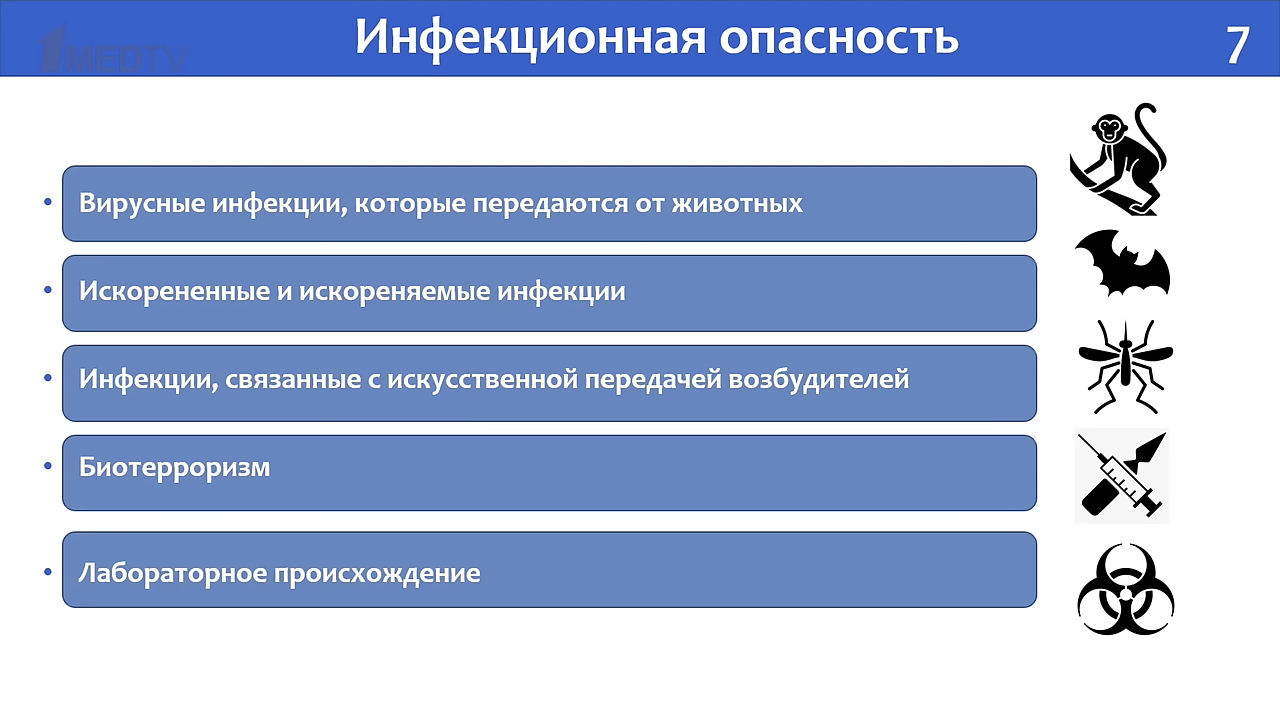 Инфекционная опасность
7
1MEDTV
• Вирусные инфекции, которые передаются от животных
• Искорененные и искореняемые инфекции
• Инфекции, связанные с искусственной передачей возбудителей
• Биотерроризм
• Лабораторное происхождение